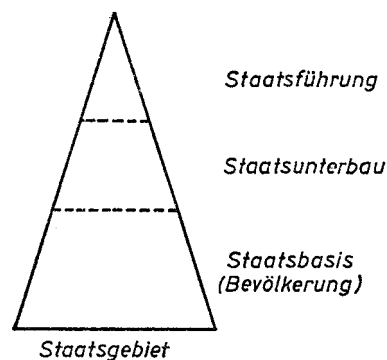 Staatsführung
Staatsunterbau
Staatsbasis
(Bevölkerung)
Staatsgebiet